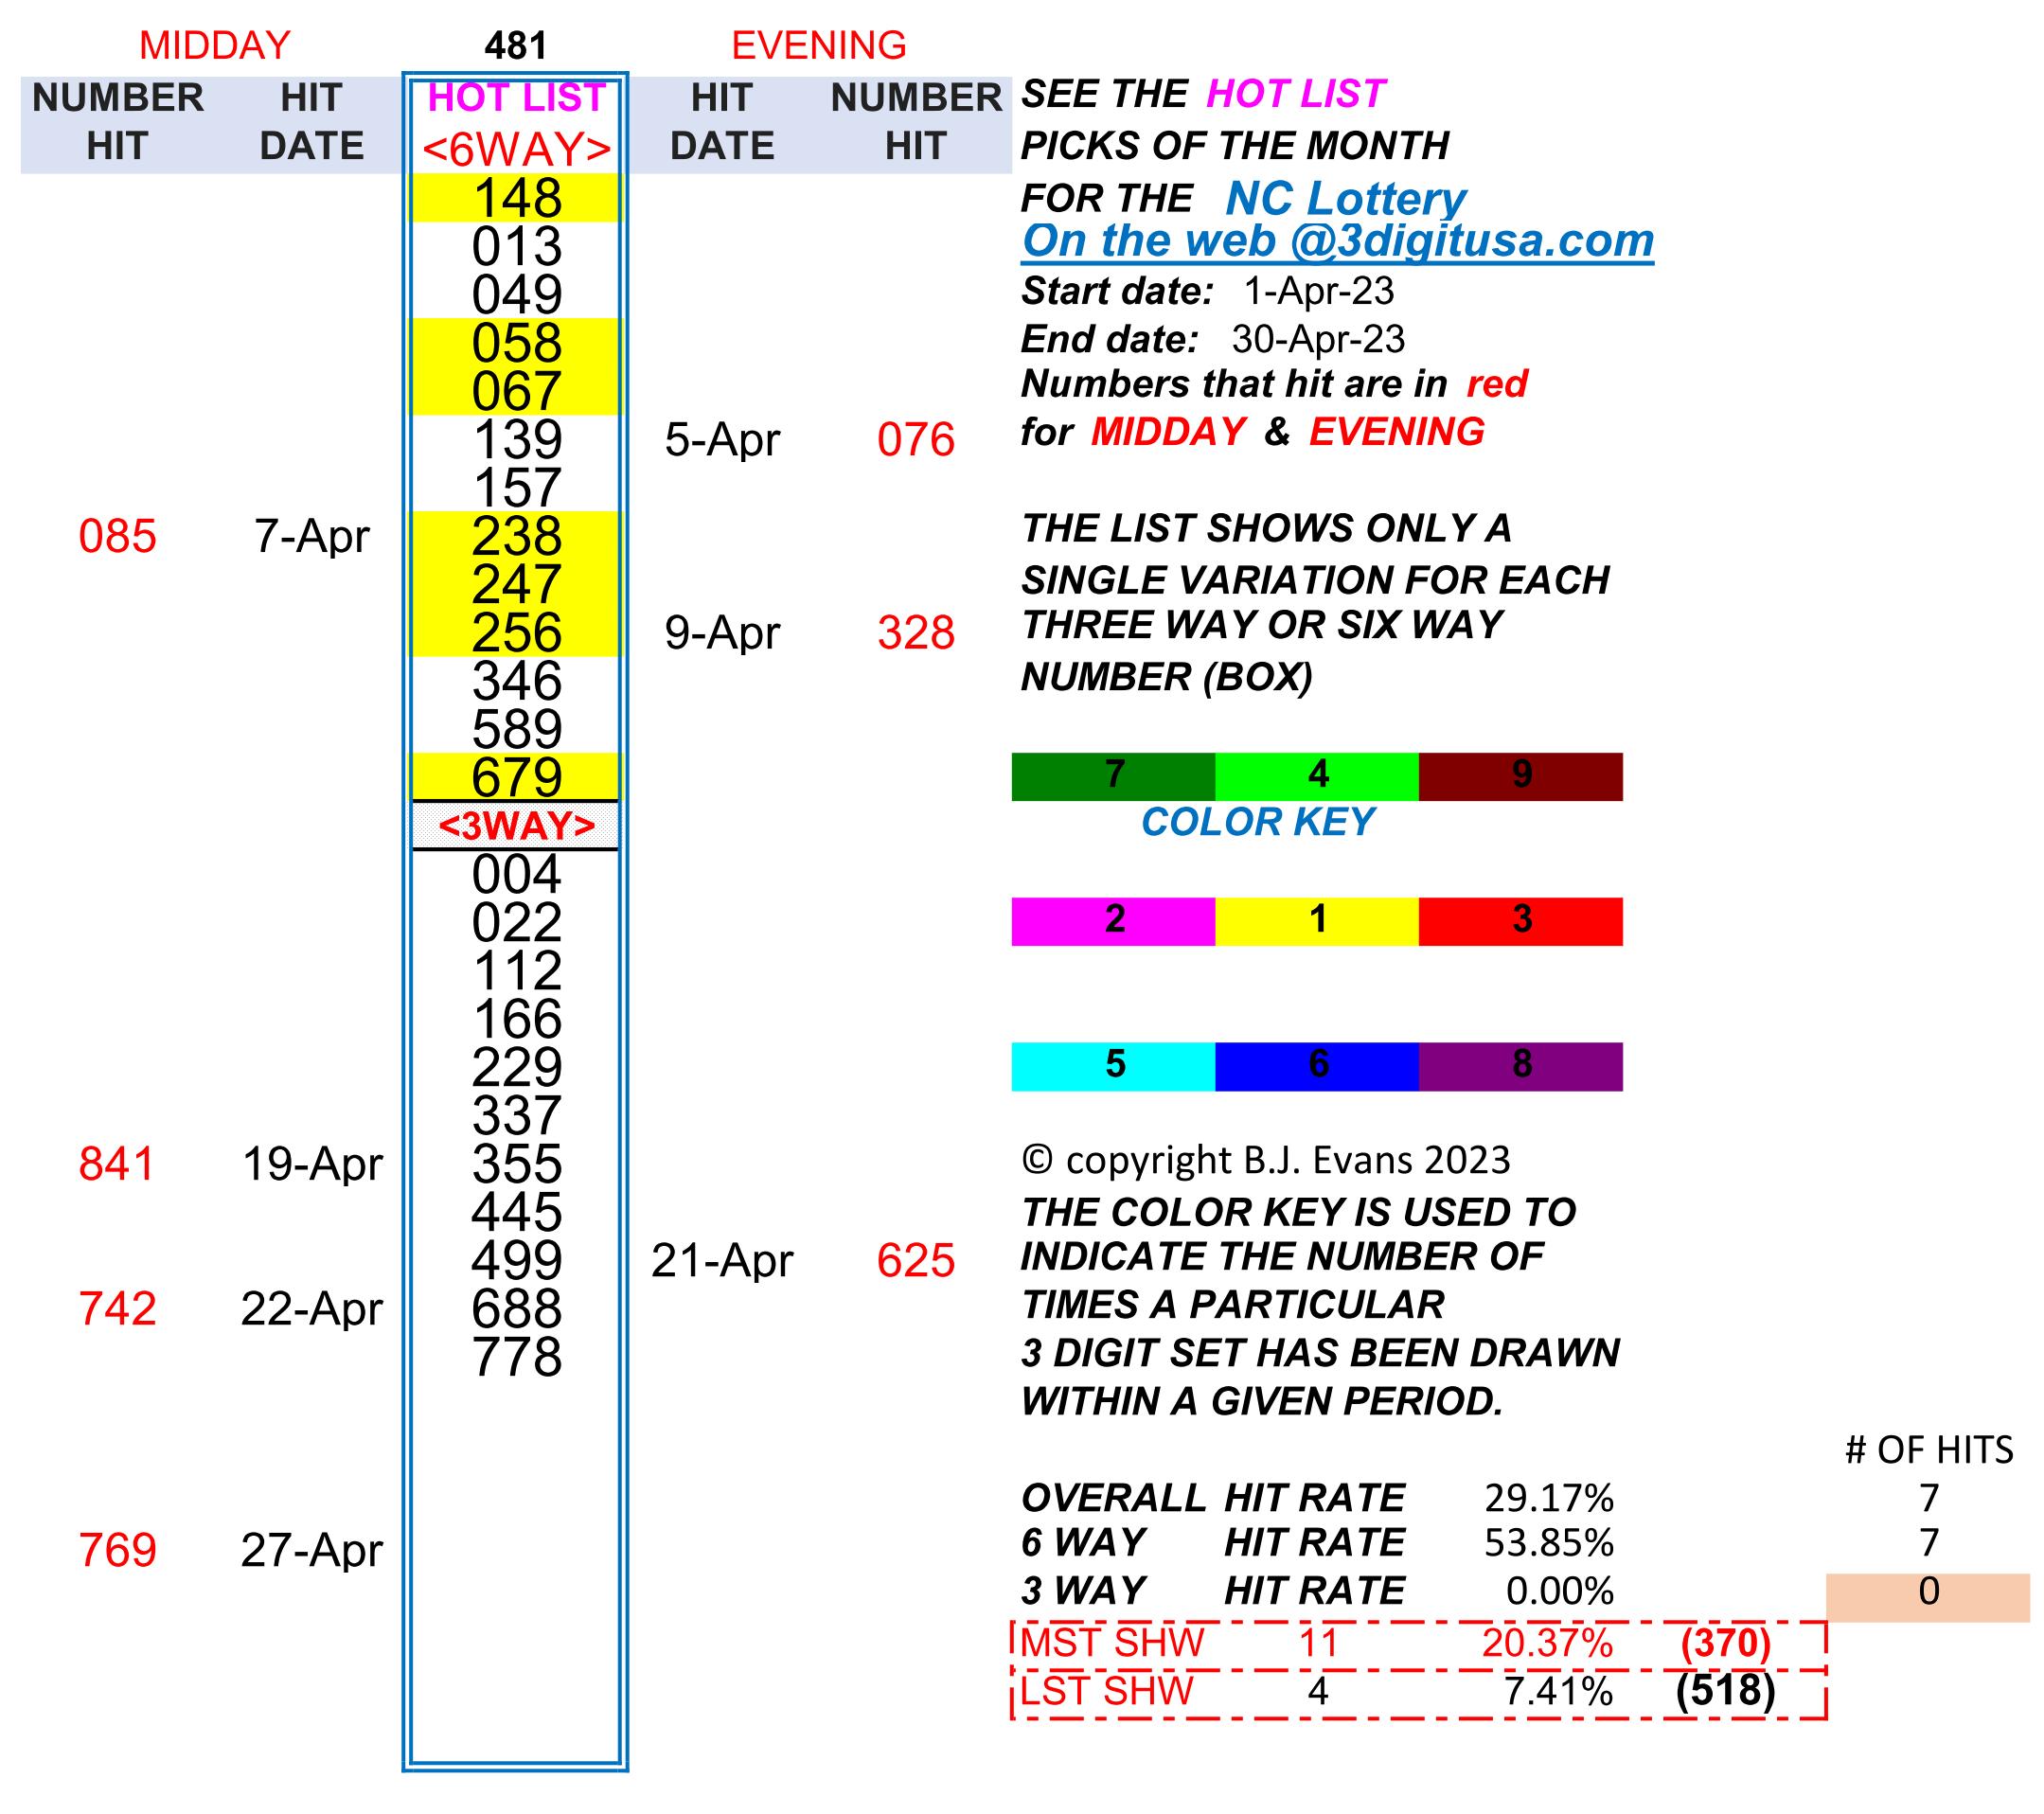 MIDDAY 481 EVENING
NUMBER HIT HOT LIST HIT NUMBER SEE THE HOT LIST
HIT DATE <6WAY> DATE HIT PICKS OF THE MONTH
148 FOR THE NC Lottery
013 On the web @3digitusa.com
049 Start date: 1-Apr-23
058 End date: 30-Apr-23
067 Numbers that hit are in red
139 5-Apr 076 for MIDDAY & EVENING
157
085 7-Apr 238 THE LIST SHOWS ONLY A
247 SINGLE VARIATION FOR EACH
256 9-Apr 328 THREE WAY OR SIX WAY
346 NUMBER (BOX)
589
679 7 4 9
<3WAY> COLOR KEY
004
022 2 1 3
112
166
229 5 6 8
337
841 19-Apr 355 © copyright B.J. Evans 2023
445 THE COLOR KEY IS USED TO
499 21-Apr 625 INDICATE THE NUMBER OF
742 22-Apr 688 TIMES A PARTICULAR
778 3 DIGIT SET HAS BEEN DRAWN
WITHIN A GIVEN PERIOD.
# OF HITS
OVERALL HIT RATE 29.17% 7
769 27-Apr 6 WAY HIT RATE 53.85% 7
3 WAY HIT RATE 0.00% 0
MST SHW 11 20.37% (370)
LST SHW 4 7.41% (518)